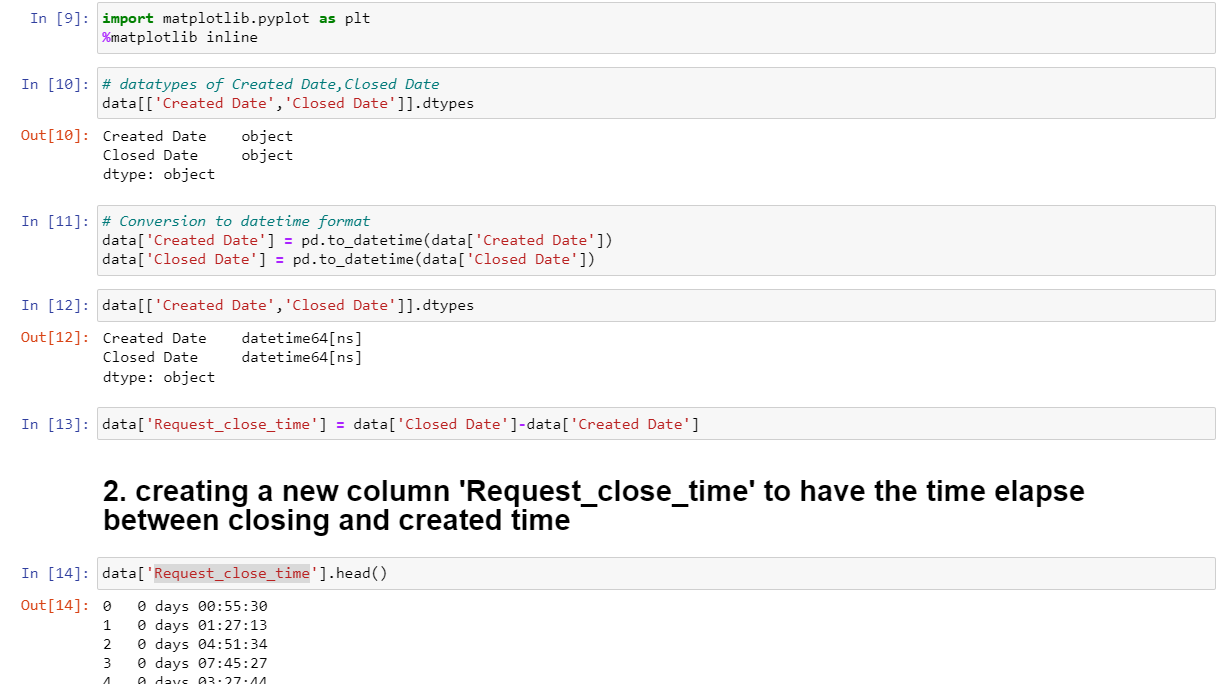 In [9]: import matplotlib.pyplot as plt
%matplotlib inline
In [10]: # datatypes of Created Date,Closed Date
data[['Created Date','Closed Date']].dtypes
Out[10]: Created Date    object
Closed Date     object
dtype: object
In [11]: # Conversion to datetime format
data['Created Date'] = pd.to_datetime(data['Created Date'])
data['Closed Date'] = pd.to_datetime(data['Closed Date'])
In [12]: data[['Created Date','Closed Date']].dtypes
Out[12]: Created Date    datetime64[ns]
Closed Date     datetime64[ns]
dtype: object
In [13]: data['Request_close_time'] = data['Closed Date']-data['Created Date']
2. creating a new column 'Request_close_time' to have the time elapse
between closing and created time
In [14]: data['Request_close_time'].head()
Out[14]: 0   0 days 00:55:30
1   0 days 01:27:13
2   0 days 04:51:34
3   0 days 07:45:27
4   0 days 03:27:44